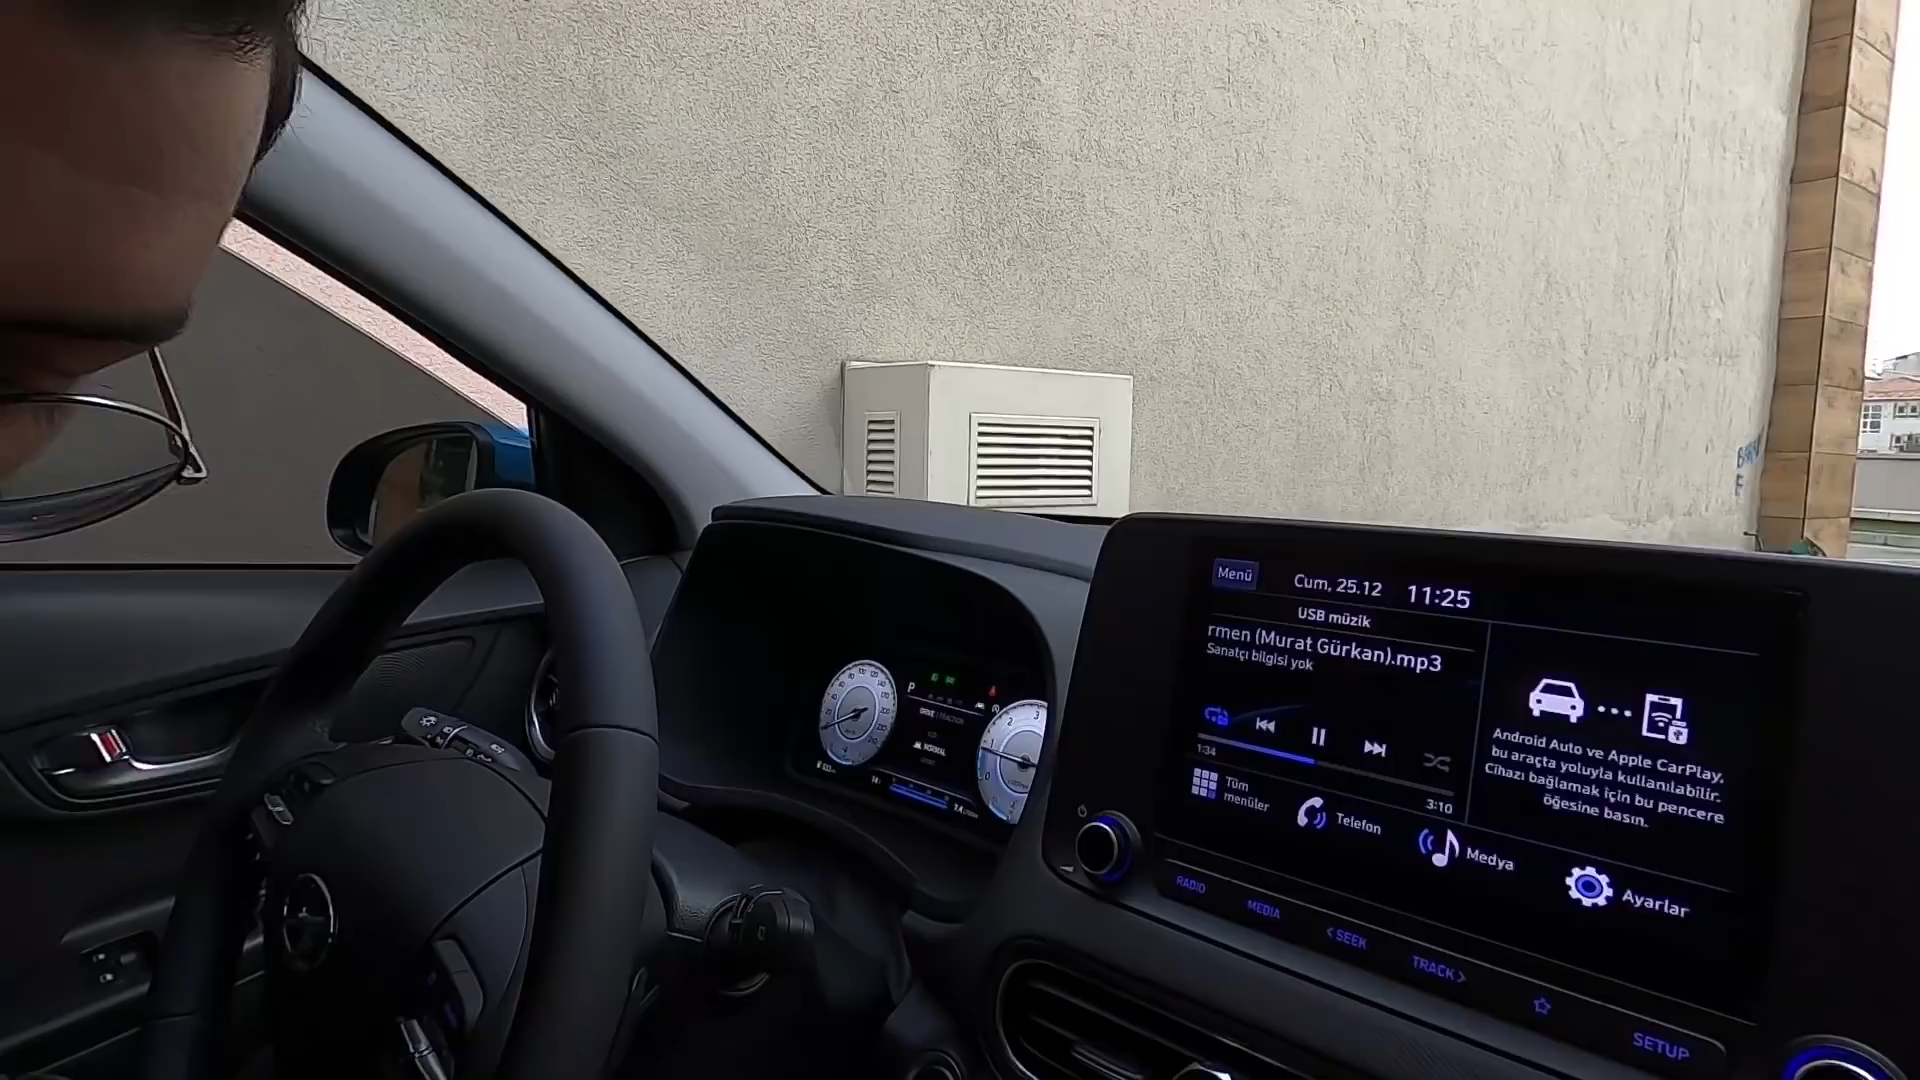 Menü
Cum, 25.12 11:25
USB müzik
rmen (Murat Gürkan).mp3
Sanatçı bilgisi yok
1:34
3:10
Android Auto ve Apple CarPlay,
bu araçta yoluyla kullanılabilir.
Cihazı bağlamak için bu pencere
öğesine basın.
Tüm
menüler
Telefon
Medya
Ayarlar
RADIO
MEDIA
< SEEK
TRACK >
SETUP
P
NORMAL